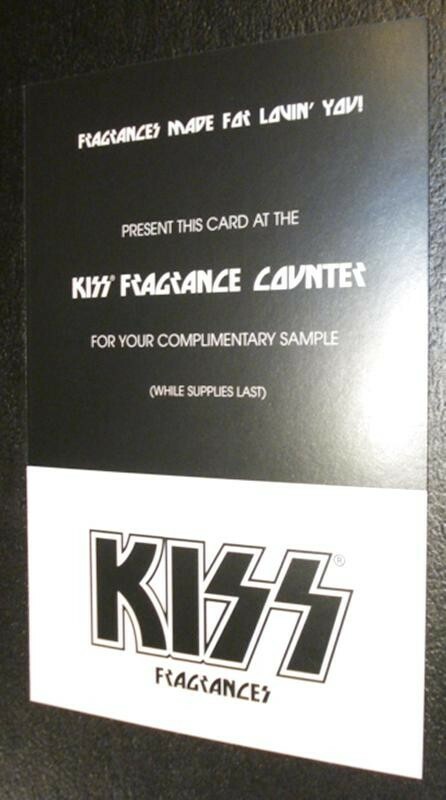 FRAGRANCES MADE FOR LOVIN' YOU!
PRESENT THIS CARD AT THE
KISS® FRAGRANCE COUNTER
FOR YOUR COMPLIMENTARY SAMPLE
(WHILE SUPPLIES LAST)
KISS®
FRAGRANCES